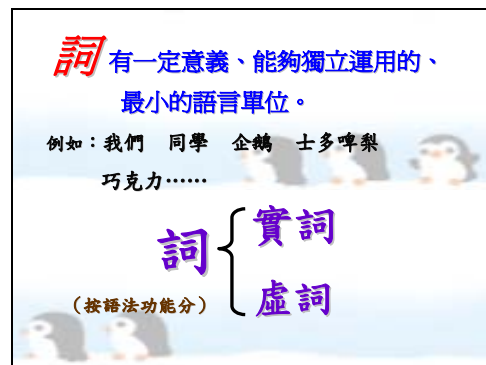 詞 有一定意義、能夠獨立運用的、
最小的語言單位。
例如：我們 同學 企鵝 士多啤梨
巧克力……
實詞
詞
虛詞
（按語法功能分）